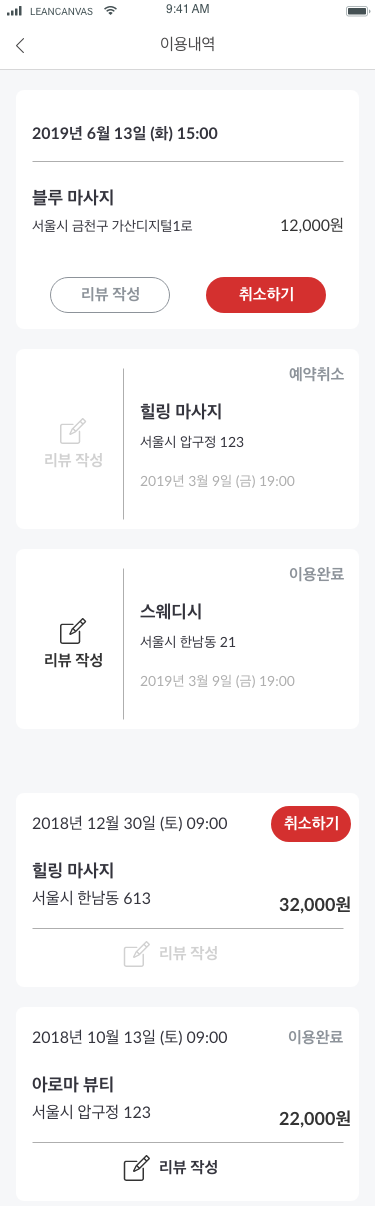 LEANCANVAS 9:41 AM
이용내역
2019년 6월 13일 (화) 15:00
블루 마사지
서울시 금천구 가산디지털1로 12,000원
리뷰 작성 취소하기
예약취소
힐링 마사지
서울시 압구정 123
리뷰 작성
2019년 3월 9일 (금) 19:00
이용완료
스웨디시
서울시 한남동 21
리뷰 작성
2019년 3월 9일 (금) 19:00
2018년 12월 30일 (토) 09:00 취소하기
힐링 마사지
서울시 한남동 613 32,000원
리뷰 작성
2018년 10월 13일 (토) 09:00 이용완료
아로마 뷰티
서울시 압구정 123 22,000원
리뷰 작성